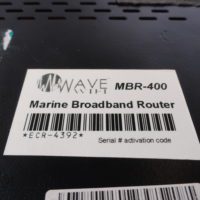 WAVE WIFI MBR-400
Marine Broadband Router
*ECR-4392*
Serial # activation code